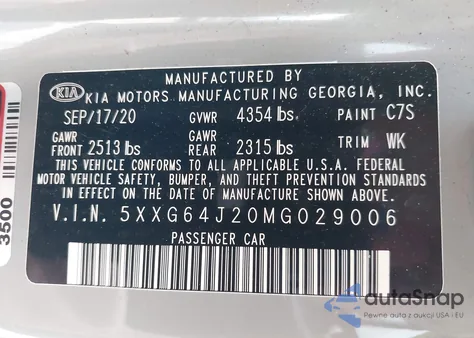 MANUFACTURED BY
KIA KIA MOTORS MANUFACTURING GEORGIA, INC.
SEP/17/20 GVWR 4354 lbs PAINT C7S
GAWR FRONT 2513 lbs GAWR REAR 2315 lbs TRIM WK
THIS VEHICLE CONFORMS TO ALL APPLICABLE U.S.A. FEDERAL
MOTOR VEHICLE SAFETY, BUMPER, AND THEFT PREVENTION STANDARDS
IN EFFECT ON THE DATE OF MANUFACTURE SHOWN ABOVE.
V.I.N. 5XXG64J20MG029006
PASSENGER CAR
3500
autoSnap
Pewne auta z aukcji USA i EU